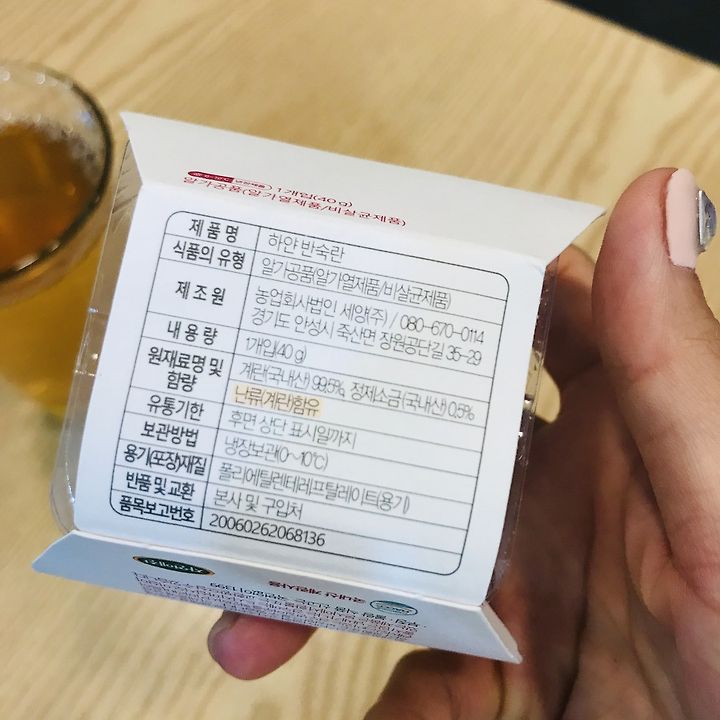 1개입(40g)
알가공품(알가열제품/비살균제품)
제품명 하얀 반숙란
식품의 유형 알가공품(알가열제품/비살균제품)
제조원 농업회사법인 세양(주) / 080-670-0114
경기도 안성시 죽산면 장원공단길 35-29
내용량 1개입(40g)
원재료명 및 함량 계란(국내산) 99.5%, 정제소금(국내산) 0.5%
난류(계란)함유
유통기한 후면 상단 표시일까지
보관방법 냉장보관(0~10℃)
용기(포장)재질 폴리에틸렌테레프탈레이트(용기)
반품 및 교환 본사 및 구입처
품목보고번호 20060262068136
국내산 계란사용